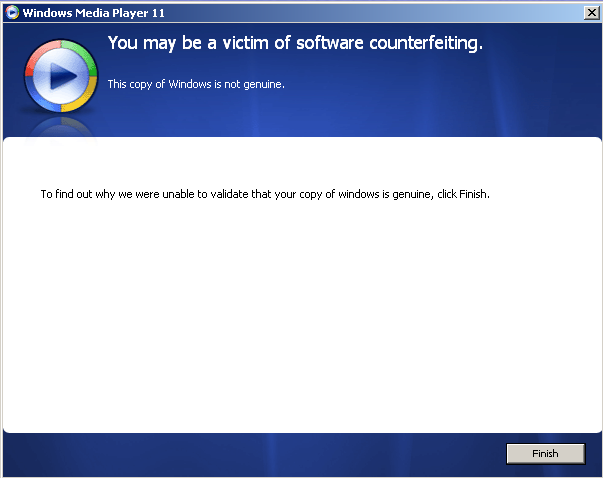 Windows Media Player 11
You may be a victim of software counterfeiting.
This copy of Windows is not genuine.
To find out why we were unable to validate that your copy of windows is genuine, click Finish.
Finish